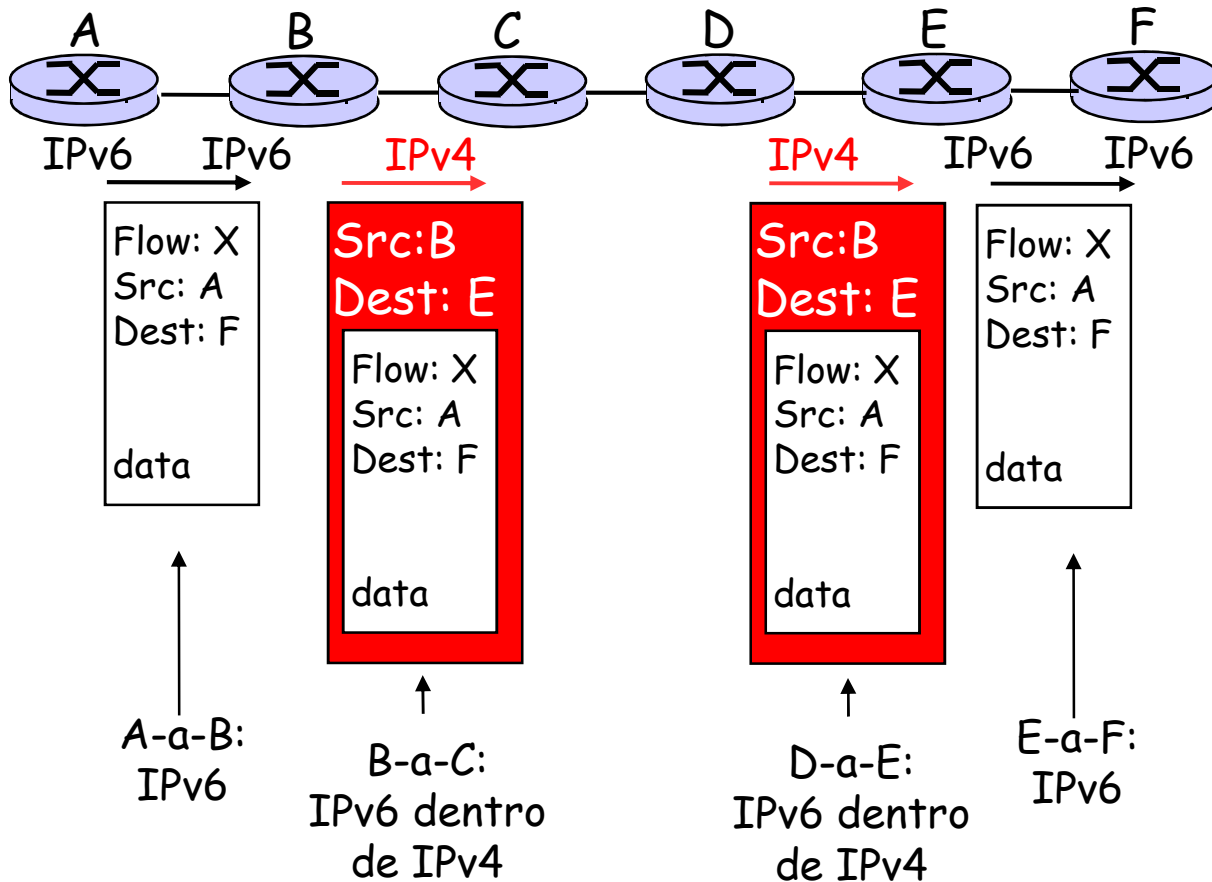 A B C D E F
IPv6 IPv6 IPv4 IPv4 IPv6 IPv6
Flow: X
Src: A
Dest: F
data
Src:B
Dest: E
Flow: X
Src: A
Dest: F
data
Src:B
Dest: E
Flow: X
Src: A
Dest: F
data
Flow: X
Src: A
Dest: F
data
A-a-B:
IPv6
B-a-C:
IPv6 dentro
de IPv4
D-a-E:
IPv6 dentro
de IPv4
E-a-F:
IPv6